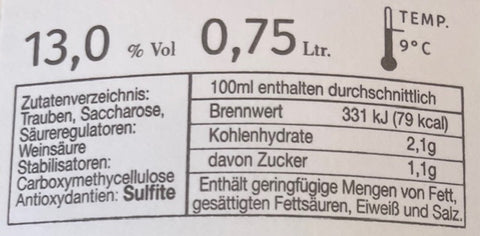 13,0 % Vol 0,75 Ltr.
TEMP.
9°C
Zutatenverzeichnis:
Trauben, Saccharose,
Säureregulatoren:
Weinsäure
Stabilisatoren:
Carboxymethycellulose
Antioxydantien: Sulfite
100ml enthalten durchschnittlich
Brennwert 331 kJ (79 kcal)
Kohlenhydrate 2,1g
davon Zucker 1,1g
Enthält geringfügige Mengen von Fett,
gesättigten Fettsäuren, Eiweiß und Salz.